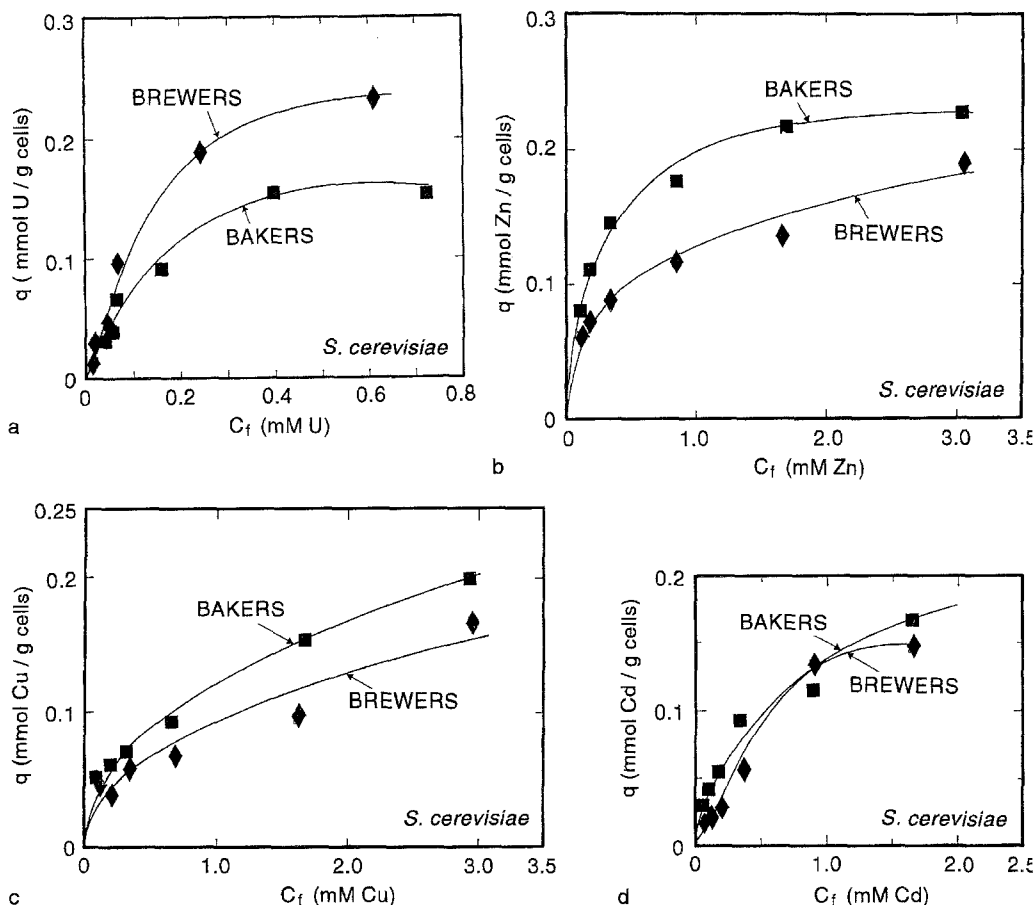 0.3
0.2
0.1
0
q ( mmol U / g cells)
BREWERS
BAKERS
S. cerevisiae
0 0.2 0.4 0.6 0.8
C_f (mM U)
a
0.3
0.2
0.1
0
q (mmol Zn / g cells)
BAKERS
BREWERS
S. cerevisiae
0 1.0 2.0 3.0 3.5
C_f (mM Zn)
b
0.25
0.2
0.1
0
q (mmol Cu / g cells)
BAKERS
BREWERS
S. cerevisiae
0 1.0 2.0 3.0 3.5
C_f (mM Cu)
c
0.2
0.1
0
q (mmol Cd / g cells)
BAKERS
BREWERS
S. cerevisiae
0 1.0 2.0 2.5
C_f (mM Cd)
d